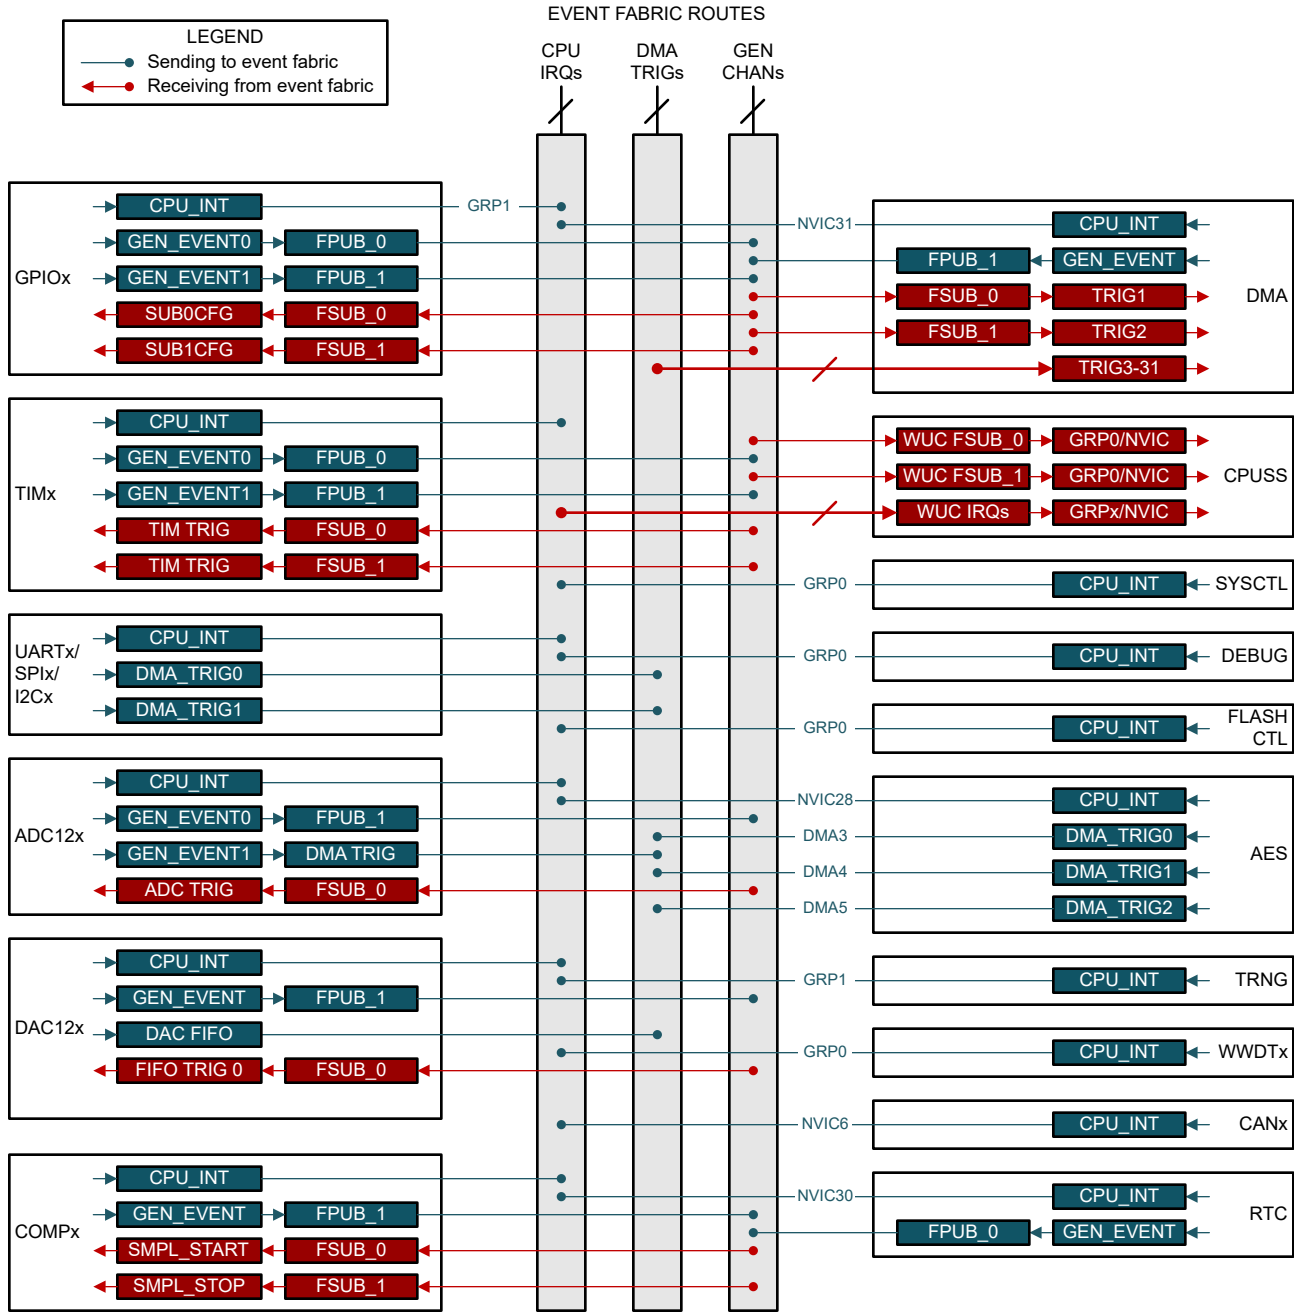 EVENT FABRIC ROUTES
LEGEND
Sending to event fabric
Receiving from event fabric
CPU
IRQs
DMA
TRIGs
GEN
CHANs
GPIOx
CPU_INT
GRP1
GEN_EVENT0
FPUB_0
GEN_EVENT1
FPUB_1
SUB0CFG
FSUB_0
SUB1CFG
FSUB_1
TIMx
CPU_INT
GEN_EVENT0
FPUB_0
GEN_EVENT1
FPUB_1
TIM TRIG
FSUB_0
TIM TRIG
FSUB_1
UARTx/
SPIx/
I2Cx
CPU_INT
DMA_TRIG0
DMA_TRIG1
ADC12x
CPU_INT
GEN_EVENT0
FPUB_1
GEN_EVENT1
DMA TRIG
ADC TRIG
FSUB_0
DAC12x
CPU_INT
GEN_EVENT
FPUB_1
DAC FIFO
FIFO TRIG 0
FSUB_0
COMPx
CPU_INT
GEN_EVENT
FPUB_1
SMPL_START
FSUB_0
SMPL_STOP
FSUB_1
NVIC31
CPU_INT
FPUB_1
GEN_EVENT
FSUB_0
TRIG1
FSUB_1
TRIG2
TRIG3-31
DMA
WUC FSUB_0
GRP0/NVIC
WUC FSUB_1
GRP0/NVIC
WUC IRQs
GRPx/NVIC
CPUSS
GRP0
CPU_INT
SYSCTL
GRP0
CPU_INT
DEBUG
GRP0
CPU_INT
FLASH
CTL
NVIC28
CPU_INT
DMA3
DMA_TRIG0
DMA4
DMA_TRIG1
DMA5
DMA_TRIG2
AES
GRP1
CPU_INT
TRNG
GRP0
CPU_INT
WWDTx
NVIC6
CPU_INT
CANx
NVIC30
CPU_INT
FPUB_0
GEN_EVENT
RTC